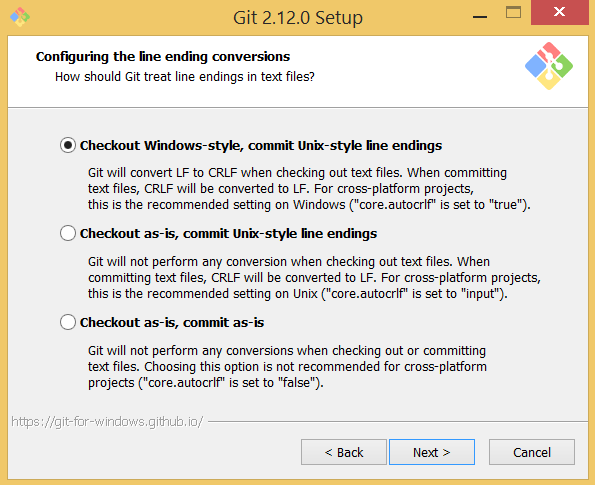 Git 2.12.0 Setup
Configuring the line ending conversions
How should Git treat line endings in text files?
Checkout Windows-style, commit Unix-style line endings
Git will convert LF to CRLF when checking out text files. When committing
text files, CRLF will be converted to LF. For cross-platform projects,
this is the recommended setting on Windows ("core.autocrlf" is set to "true").
Checkout as-is, commit Unix-style line endings
Git will not perform any conversion when checking out text files. When
committing text files, CRLF will be converted to LF. For cross-platform projects,
this is the recommended setting on Unix ("core.autocrlf" is set to "input").
Checkout as-is, commit as-is
Git will not perform any conversions when checking out or committing
text files. Choosing this option is not recommended for cross-platform
projects ("core.autocrlf" is set to "false").
https://git-for-windows.github.io/
< Back Next > Cancel